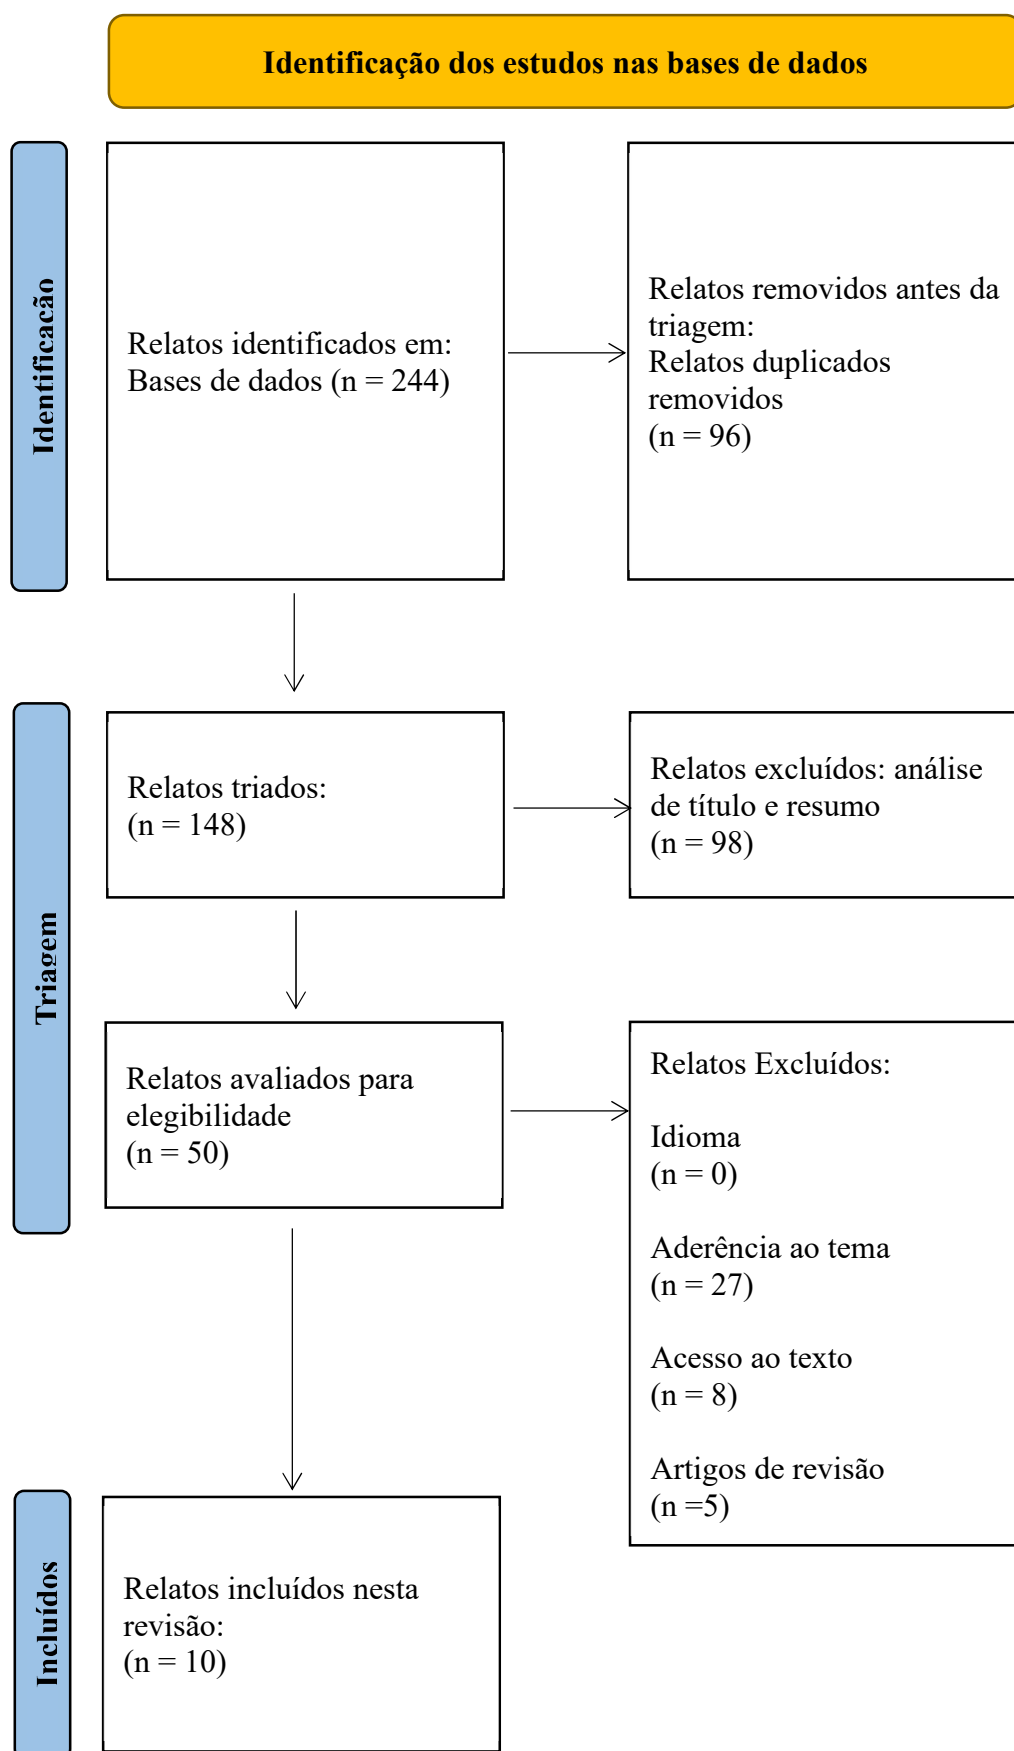 Identificação dos estudos nas bases de dados
Identificação
Relatos identificados em:
Bases de dados (n = 244)
Relatos removidos antes da
triagem:
Relatos duplicados
removidos
(n = 96)
Triagem
Relatos triados:
(n = 148)
Relatos excluídos: análise
de título e resumo
(n = 98)
Relatos avaliados para
elegibilidade
(n = 50)
Relatos Excluídos:
Idioma
(n = 0)
Aderência ao tema
(n = 27)
Acesso ao texto
(n = 8)
Artigos de revisão
(n =5)
Incluídos
Relatos incluídos nesta
revisão:
(n = 10)